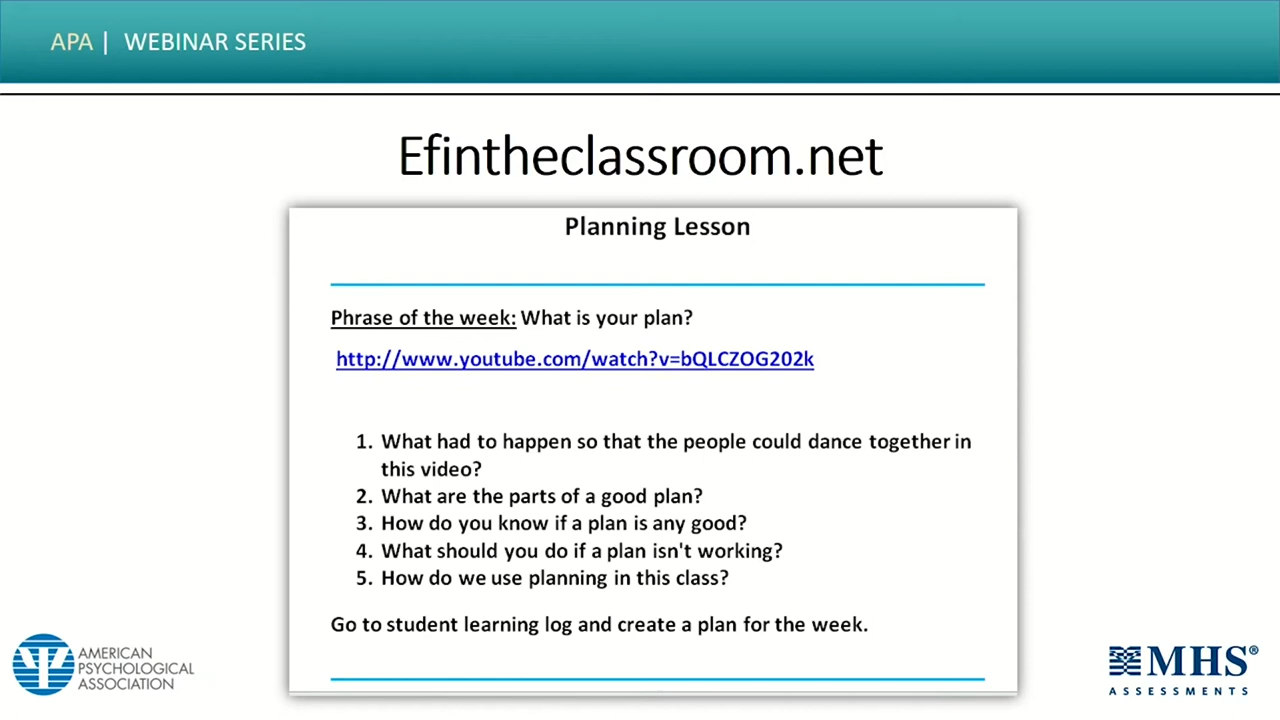 APA | WEBINAR SERIES
Efintheclassroom.net
Planning Lesson
Phrase of the week: What is your plan?
http://www.youtube.com/watch?v=bQLCZOG202k
1. What had to happen so that the people could dance together in
this video?
2. What are the parts of a good plan?
3. How do you know if a plan is any good?
4. What should you do if a plan isn't working?
5. How do we use planning in this class?
Go to student learning log and create a plan for the week.
AMERICAN
PSYCHOLOGICAL
ASSOCIATION
MHS®
ASSESSMENTS